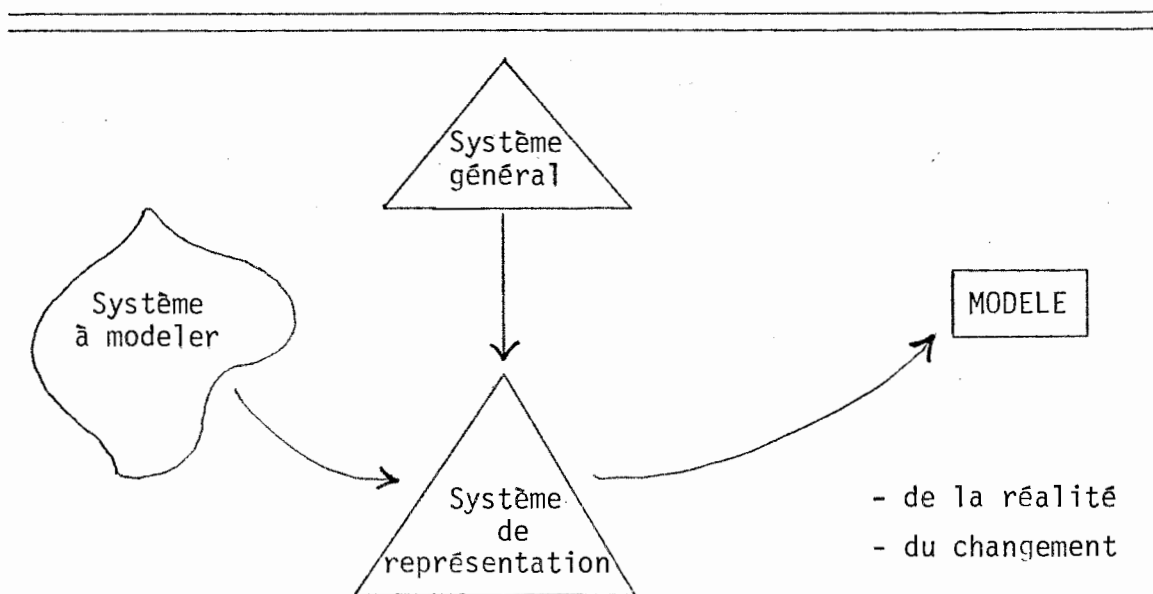 Système
général
Système
à modeler
MODELE
Système
de
représentation
- de la réalité
- du changement